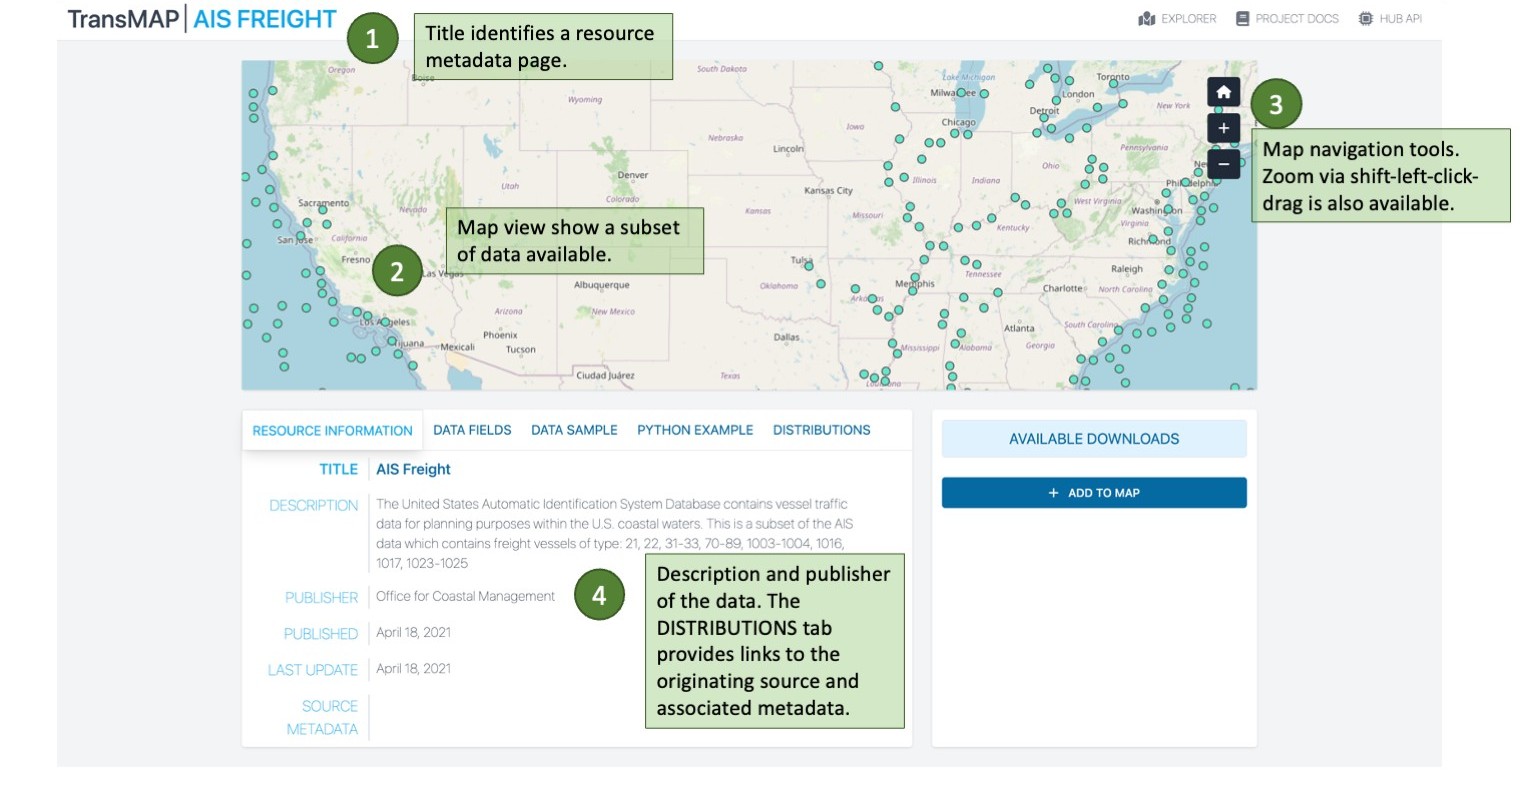 TransMAP AIS FREIGHT
EXPLORER PROJECT DOCS HUB API
1
Title identifies a resource
metadata page.
Oregon
Boise
South Dakota
Wyoming
Lake Michigan
Milwaukee
Toronto
London
Detroit
New York
Chicago
Iowa
Nebraska
Lincoln
Pennsylvania
Ohio
Illinois
Indiana
Philadelph
3
+
−
Map navigation tools.
Zoom via shift-left-click-
drag is also available.
Utah
Denver
Colorado
Kansas City
Kansas
Missouri
West Virginia
Washington
Virginia
Kentucky
Richmond
Sacramento
Nevada
San Jose
California
Fresno
Las Vegas
2
Map view show a subset
of data available.
Tulsa
Albuquerque
Oklahoma
Arkansas
Memphis
Tennessee
Raleigh
Charlotte
North Carolina
Arizona
New Mexico
Los Angeles
Phoenix
Tijuana
Mexicali
Tucson
Dallas
Mississippi
Alabama
Atlanta
Georgia
South Carolina
Ciudad Juárez
Texas
Louisiana
RESOURCE INFORMATION DATA FIELDS DATA SAMPLE PYTHON EXAMPLE DISTRIBUTIONS
TITLE AIS Freight
DESCRIPTION The United States Automatic Identification System Database contains vessel traffic
data for planning purposes within the U.S. coastal waters. This is a subset of the AIS
data which contains freight vessels of type: 21, 22, 31-33, 70-89, 1003-1004, 1016,
1017, 1023-1025
PUBLISHER Office for Coastal Management
PUBLISHED April 18, 2021
LAST UPDATE April 18, 2021
SOURCE
METADATA
4
Description and publisher
of the data. The
DISTRIBUTIONS tab
provides links to the
originating source and
associated metadata.
AVAILABLE DOWNLOADS
+ ADD TO MAP